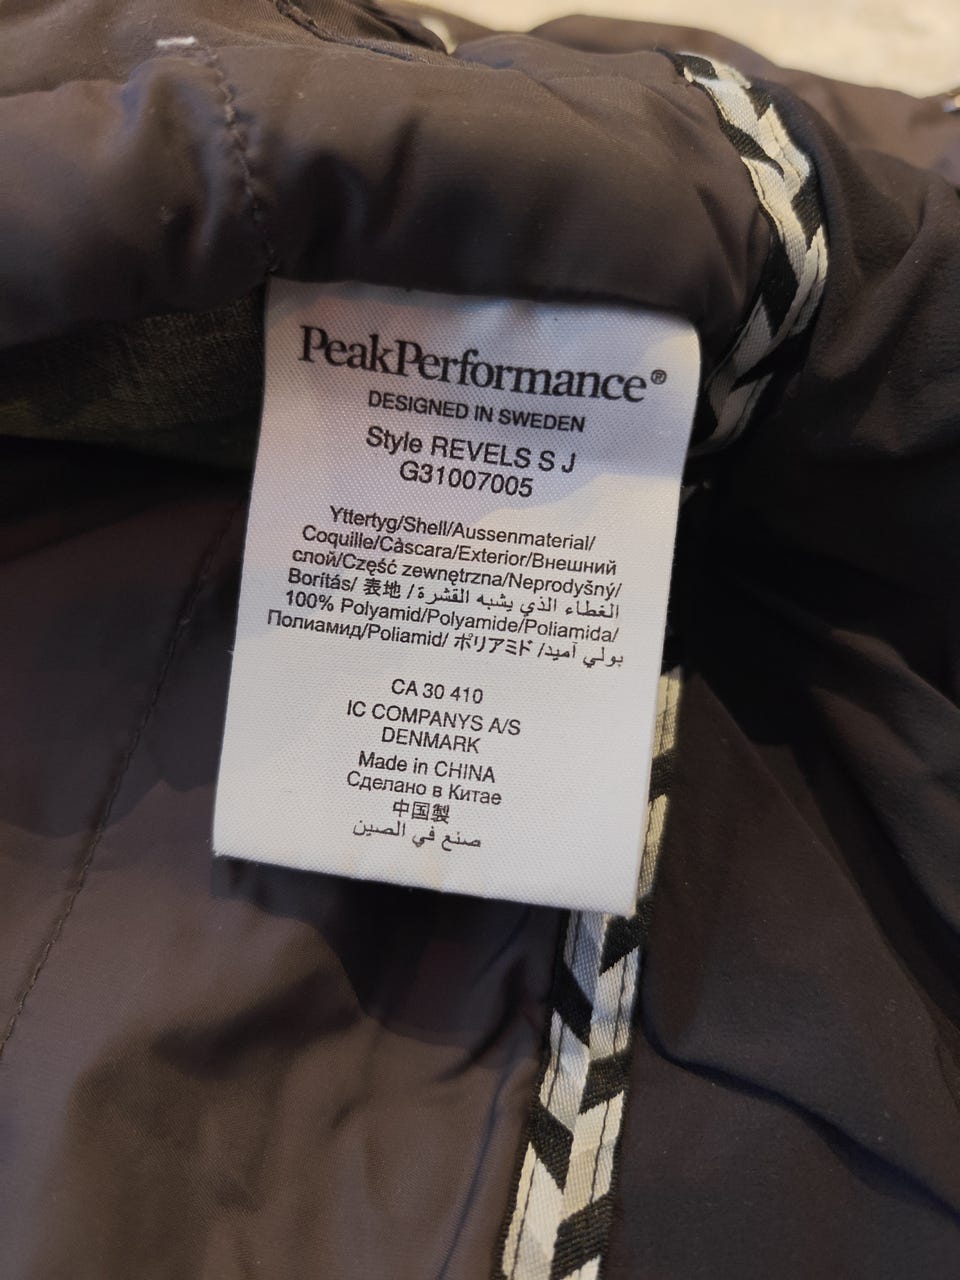 PeakPerformance®
DESIGNED IN SWEDEN
Style REVELS S J
G31007005
Yttertyg/Shell/Aussenmaterial/
Coquille/Càscara/Exterior/Внешний
слой/Część zewnętrzna/Neprodyšný/
Borítás/ 表地 / الغطاء الذي يشبه القشرة
100% Polyamid/Polyamide/Poliamida/
Полиамид/Poliamid/ ポリアミド /بولي آميد/
CA 30 410
IC COMPANYS A/S
DENMARK
Made in CHINA
Сделано в Китае
中国製
صنع في الصين